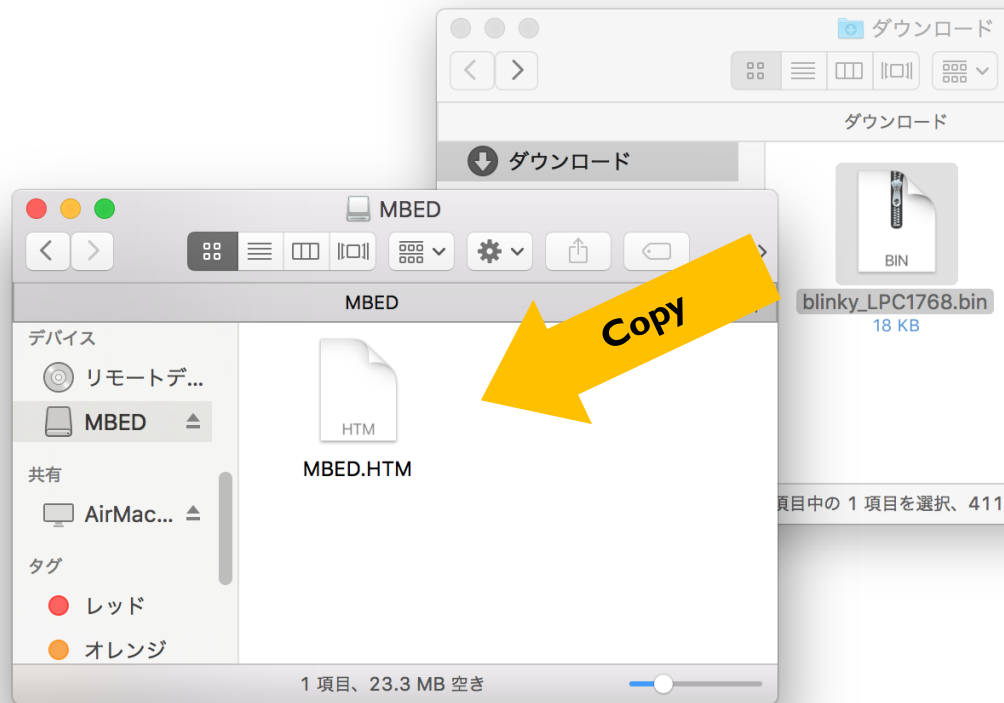 ダウンロード
ダウンロード
ダウンロード
BIN
blinky_LPC1768.bin
18 KB
項目中の 1 項目を選択、411
MBED
MBED
デバイス
リモートデ...
MBED
共有
AirMac...
タグ
レッド
オレンジ
HTM
MBED.HTM
Copy
1 項目、23.3 MB 空き